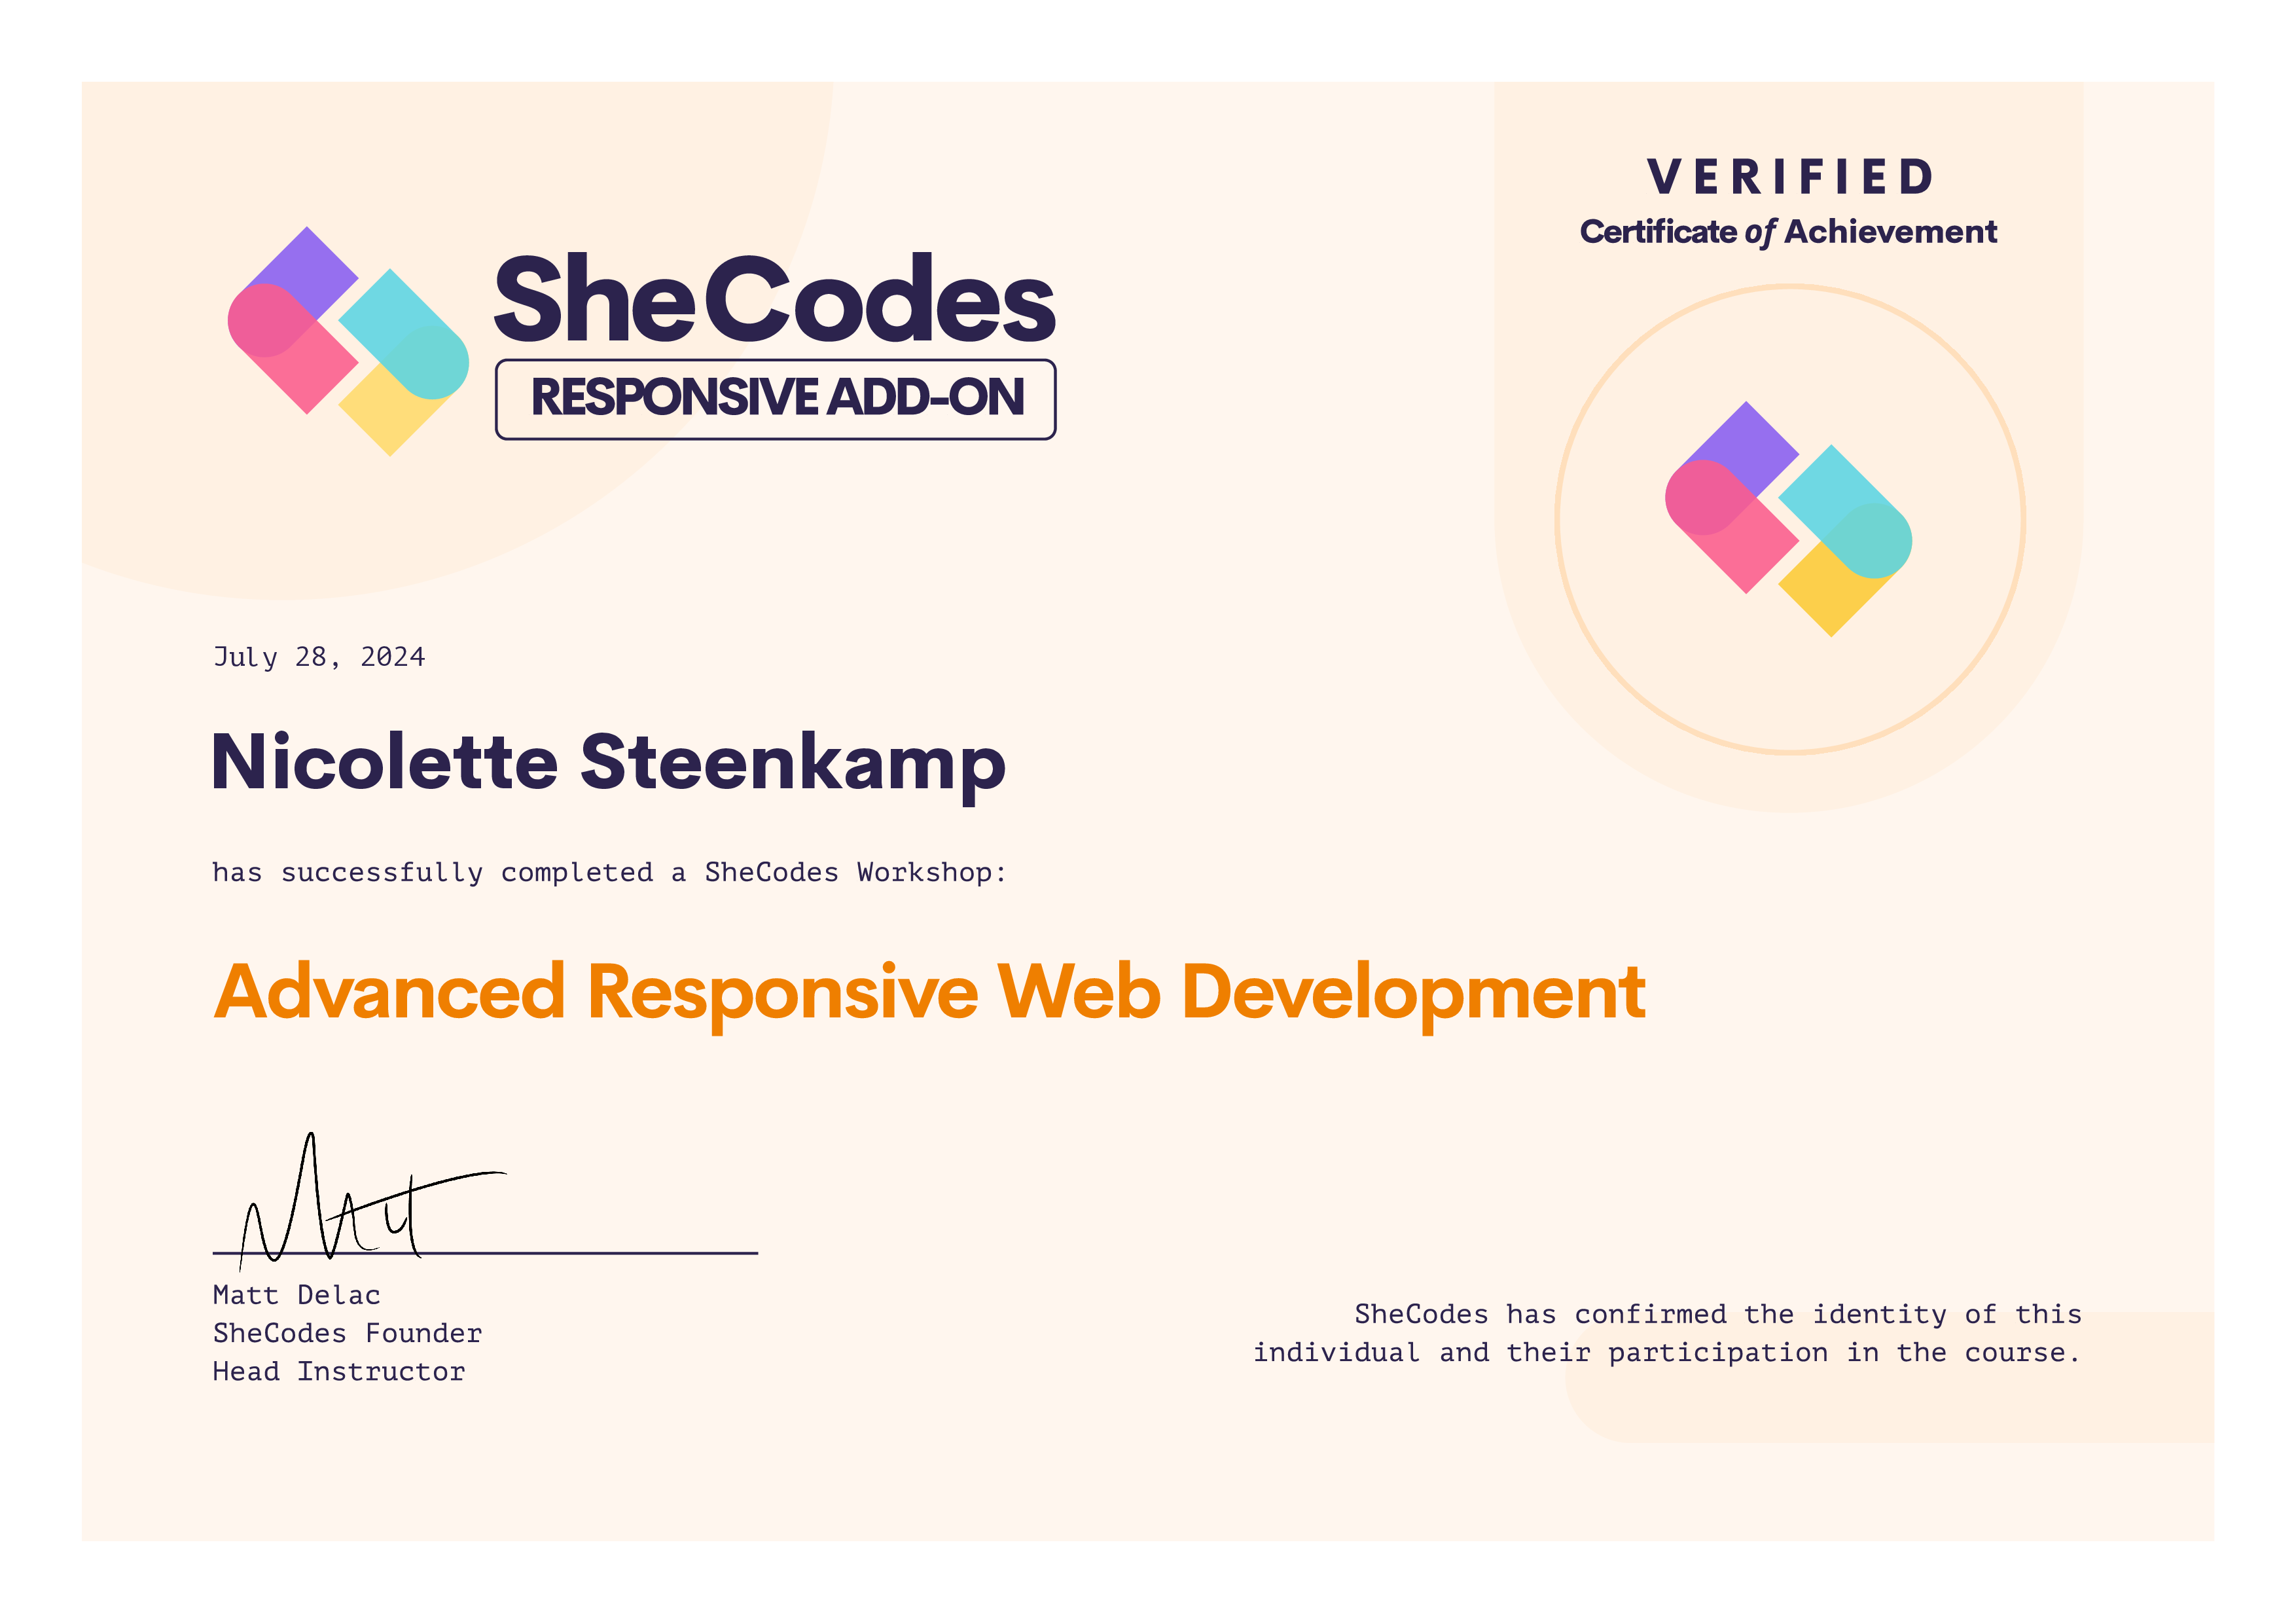 SheCodes
RESPONSIVE ADD-ON
VERIFIED
Certificate of Achievement
July 28, 2024
Nicolette Steenkamp
has successfully completed a SheCodes Workshop:
Advanced Responsive Web Development
Matt
Matt Delac
SheCodes Founder
Head Instructor
SheCodes has confirmed the identity of this
individual and their participation in the course.